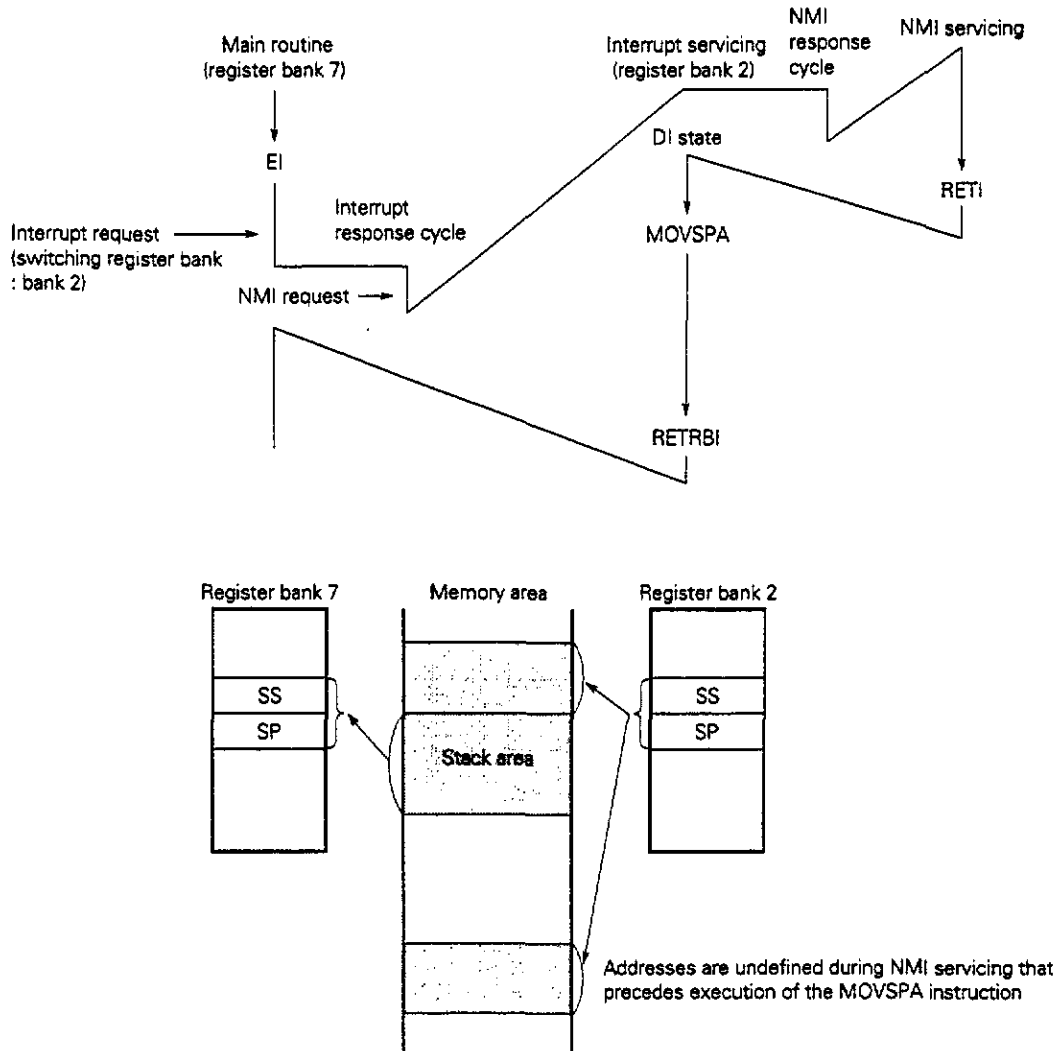 Main routine
(register bank 7)
EI
Interrupt request
(switching register bank
: bank 2)
Interrupt
response cycle
NMI request
Interrupt servicing
(register bank 2)
DI state
MOVSPA
RETRBI
NMI
response
cycle
NMI servicing
RETI
Register bank 7
SS
SP
Memory area
Stack area
Register bank 2
SS
SP
Addresses are undefined during NMI servicing that
precedes execution of the MOVSPA instruction